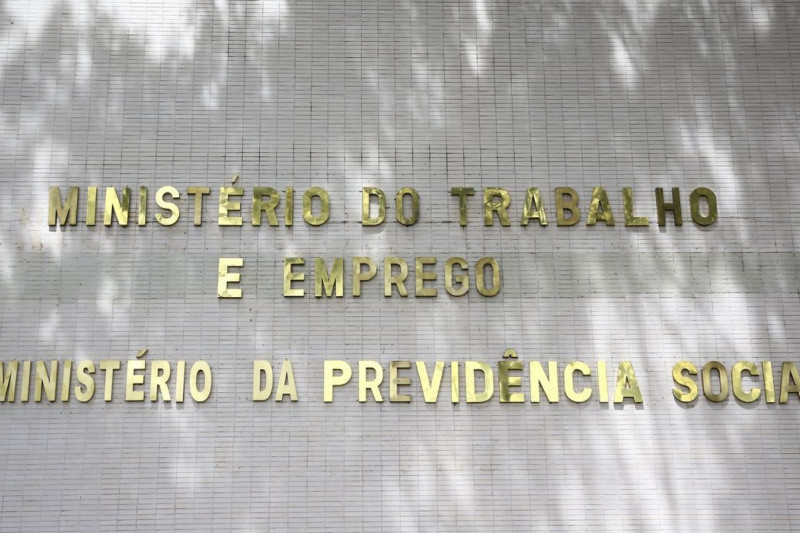 MINISTÉRIO DO TRABALHO
E EMPREGO
MINISTÉRIO DA PREVIDÊNCIA SOCIA